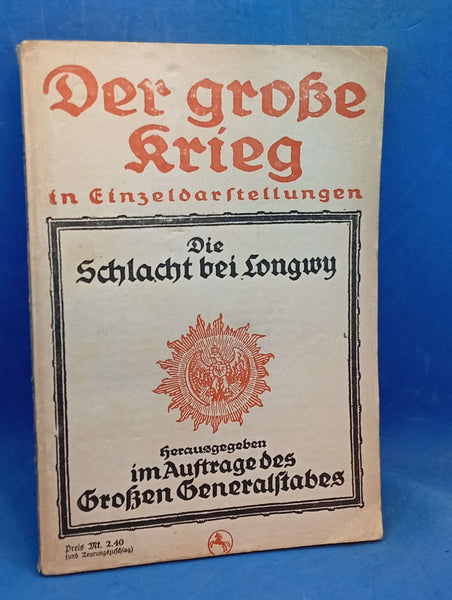 Der große
Krieg
in Einzeldarſtellungen
Die
Schlacht bei Longwy
Herausgegeben
im Auftrage des
Großen Generalſtabes
Preis Mk. 2.40
(und Teurungszuſchlag)